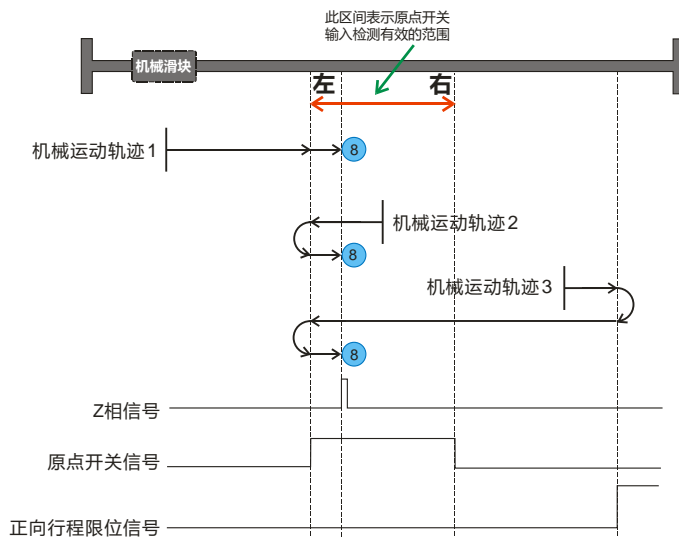 此区间表示原点开关
输入检测有效的范围
机械滑块
左
右
机械运动轨迹1
8
机械运动轨迹2
8
机械运动轨迹3
8
Z相信号
原点开关信号
正向行程限位信号